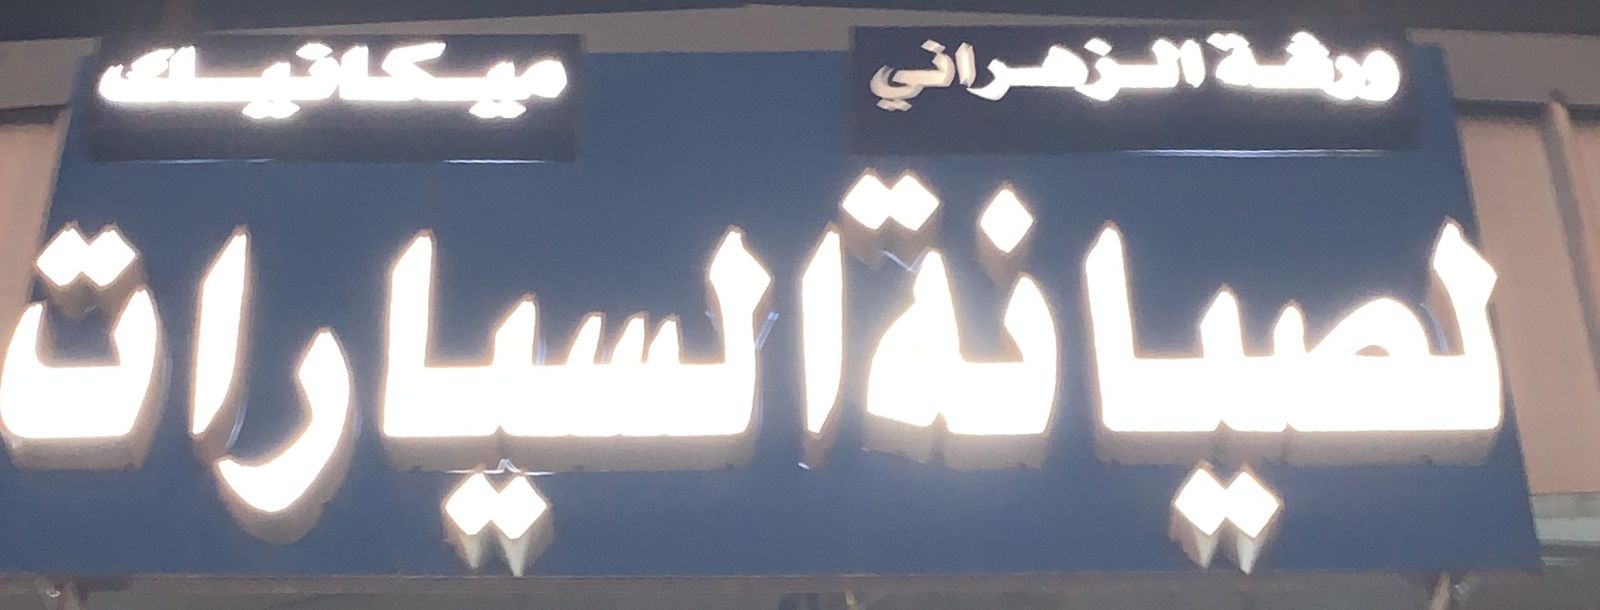 ورشة الزهراني
ميكانيك
لصيانة السيارات